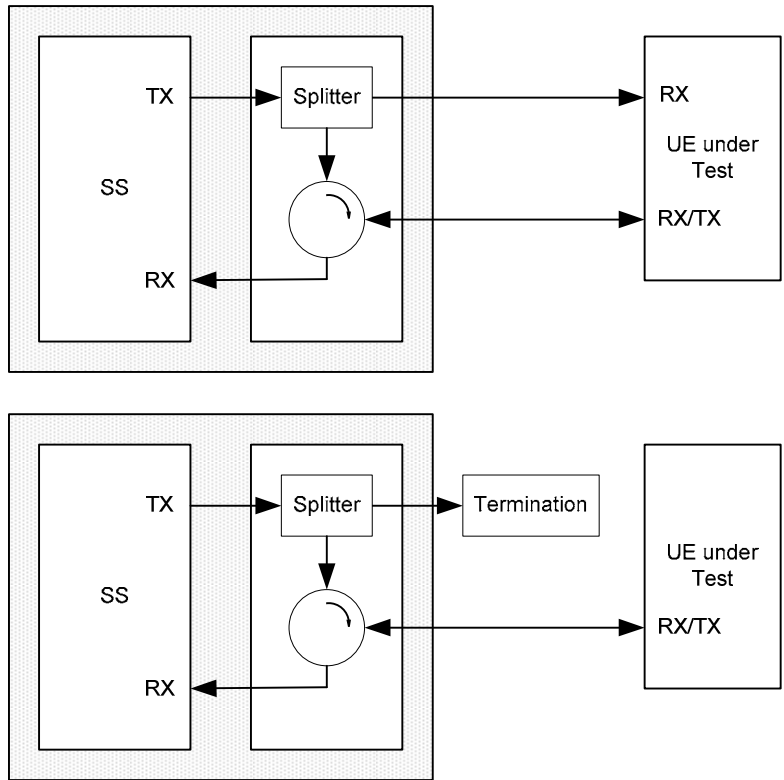 TX
Splitter
RX
SS
UE under
Test
RX/TX
RX
TX
Splitter
Termination
SS
UE under
Test
RX/TX
RX